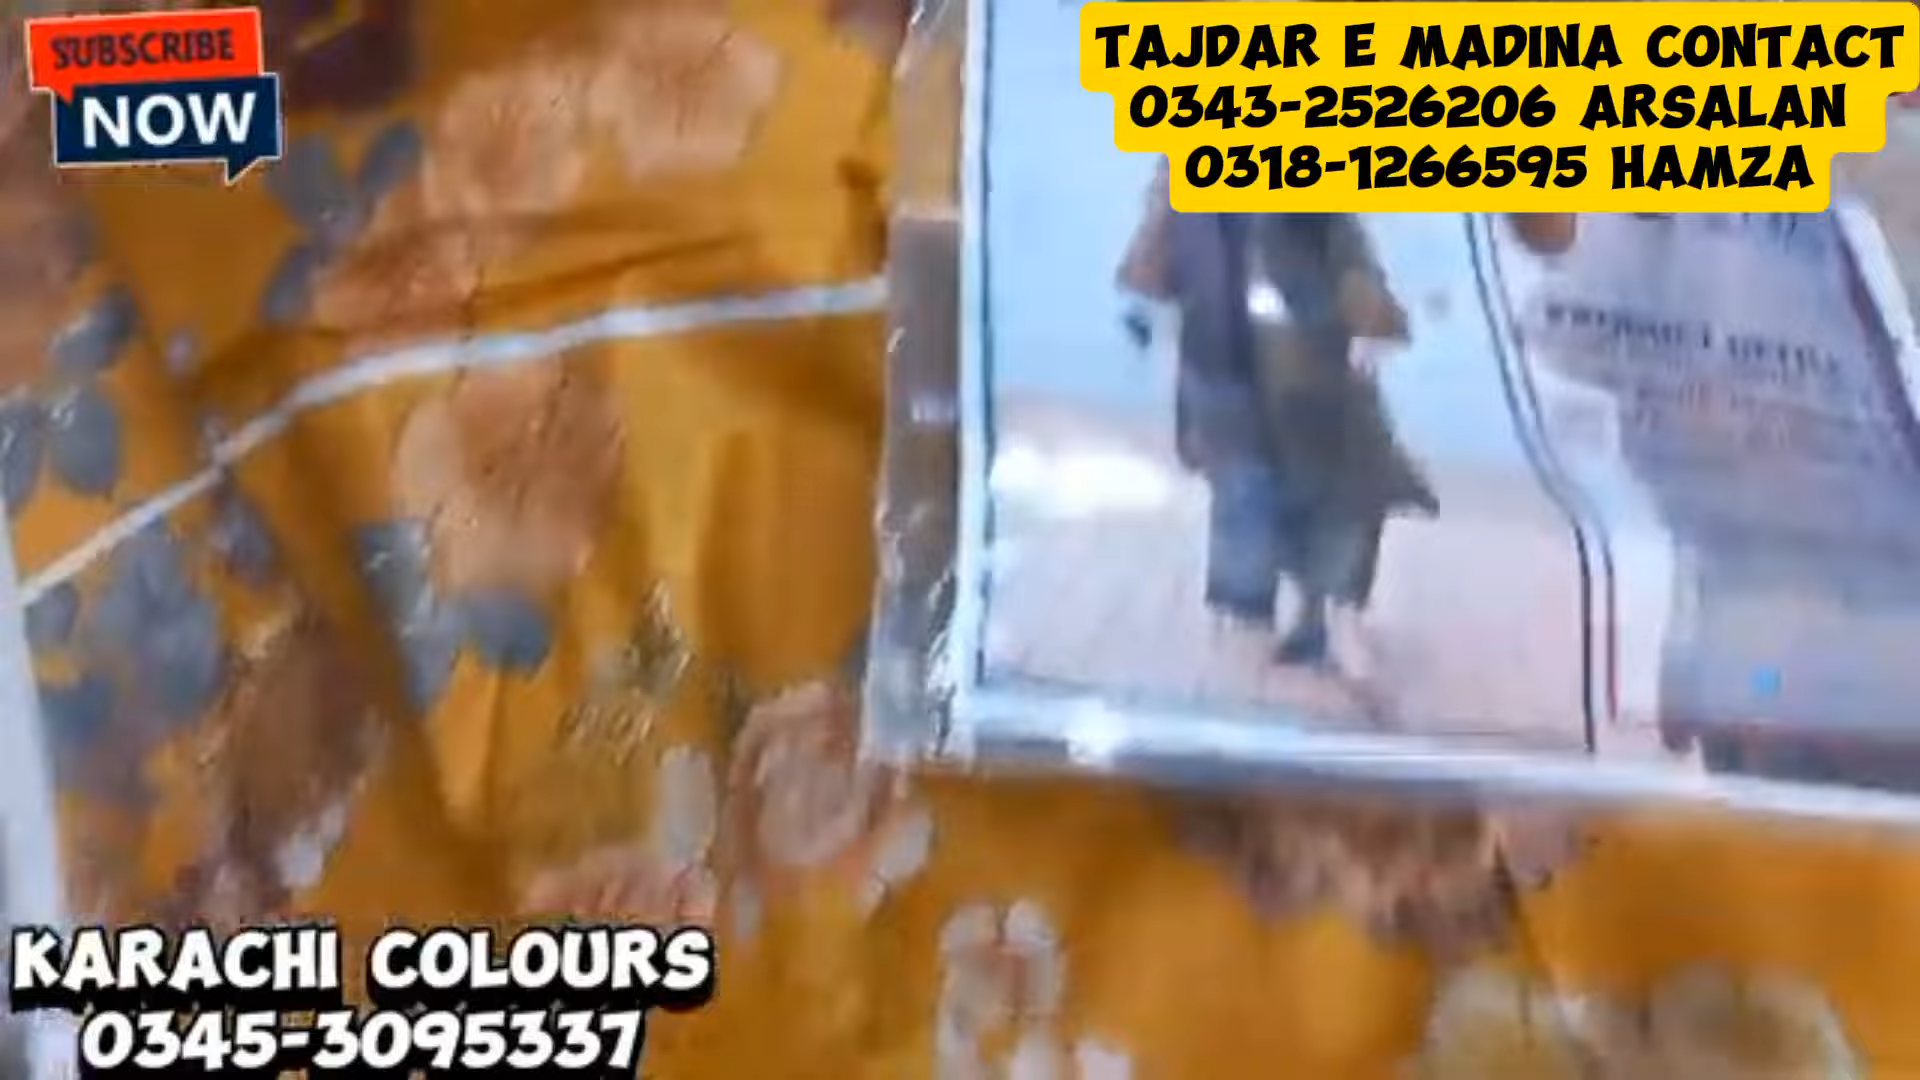 SUBSCRIBE
NOW
TAJDAR E MADINA CONTACT
0343-2526206 ARSALAN
0318-1266595 HAMZA
KARACHI COLOURS
0345-3095337